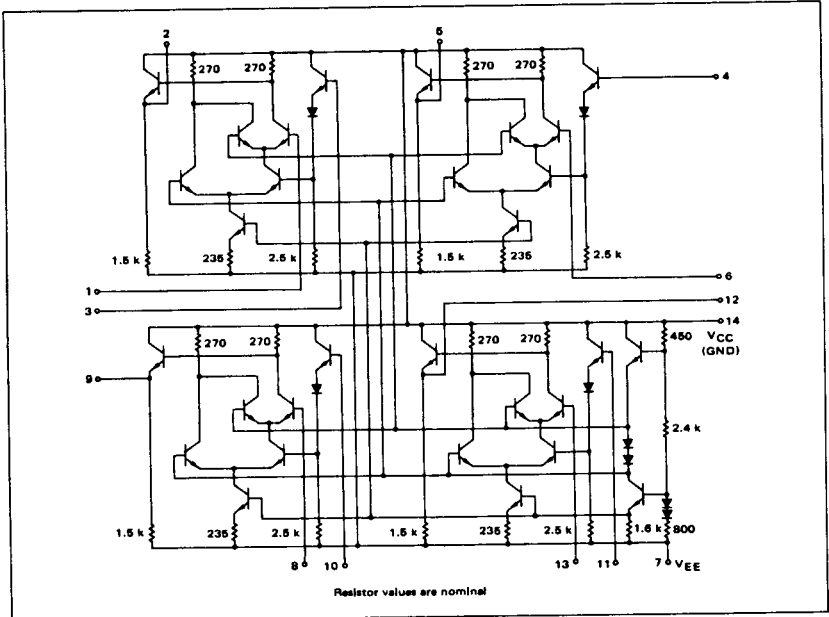 2 5
270 270 270 270
4
1.5 k 235 2.5 k 1.5 k 235 2.5 k
6
1
12
3
14
270 270 270 270 450 VCC
(GND)
9
2.4 k
1.5 k 235 2.5 k 1.5 k 235 2.5 k 1.6 k 800
8 10 13 11 7 VEE
Resistor values are nominal